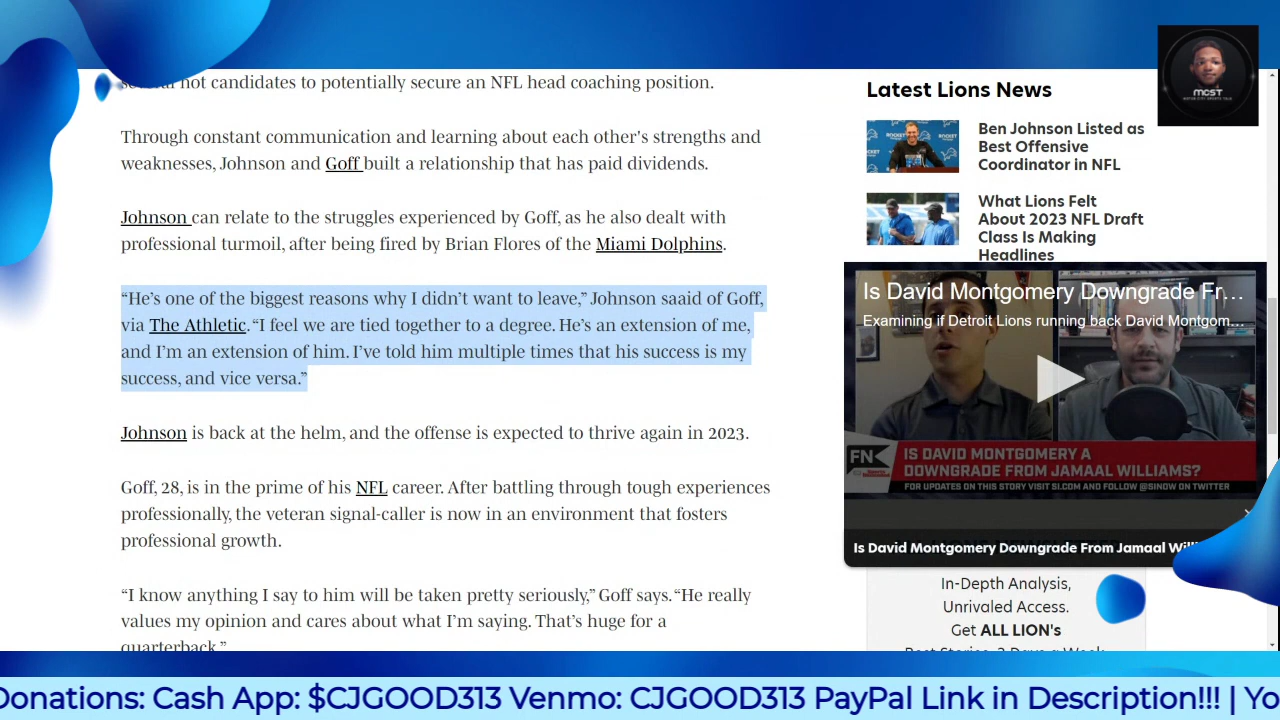 not candidates to potentially secure an NFL head coaching position.
Through constant communication and learning about each other's strengths and
weaknesses, Johnson and Goff built a relationship that has paid dividends.
Johnson can relate to the struggles experienced by Goff, as he also dealt with
professional turmoil, after being fired by Brian Flores of the Miami Dolphins.
“He’s one of the biggest reasons why I didn’t want to leave,” Johnson saaid of Goff,
via The Athletic. “I feel we are tied together to a degree. He’s an extension of me,
and I’m an extension of him. I’ve told him multiple times that his success is my
success, and vice versa.”
Johnson is back at the helm, and the offense is expected to thrive again in 2023.
Goff, 28, is in the prime of his NFL career. After battling through tough experiences
professionally, the veteran signal-caller is now in an environment that fosters
professional growth.
“I know anything I say to him will be taken pretty seriously,” Goff says. “He really
values my opinion and cares about what I’m saying. That’s huge for a
quarterback.”
Latest Lions News
Ben Johnson Listed as
Best Offensive
Coordinator in NFL
What Lions Felt
About 2023 NFL Draft
Class Is Making
Headlines
Is David Montgomery Downgrade Fr...
Examining if Detroit Lions running back David Montgom...
FN
IS DAVID MONTGOMERY A
DOWNGRADE FROM JAMAAL WILLIAMS?
FOR UPDATES ON THIS STORY VISIT SI.COM AND FOLLOW @SINOW ON TWITTER
Is David Montgomery Downgrade From Jamaal
In-Depth Analysis,
Unrivaled Access.
Get ALL LION's
Best Stories, 3 Days a Week
MCST
MOTOR CITY SPORTS TALK
Donations: Cash App: $CJGOOD313 Venmo: CJGOOD313 PayPal Link in Description!!! | Yo